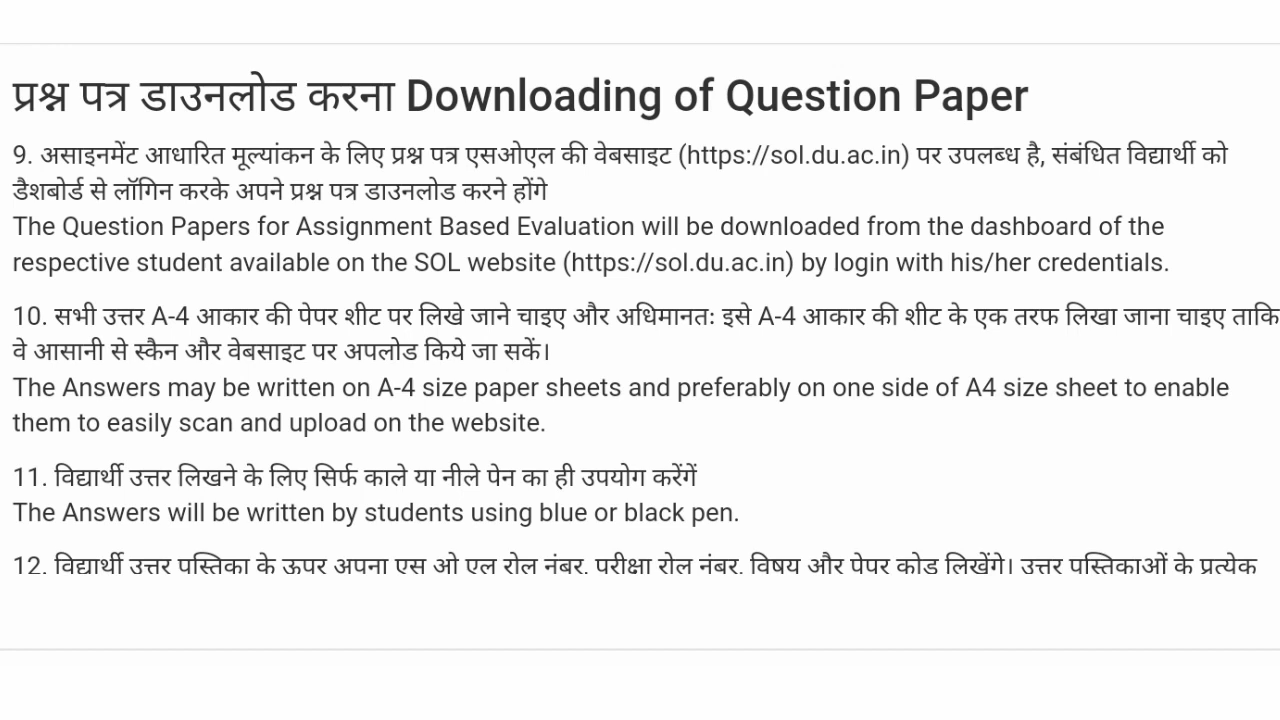 प्रश्न पत्र डाउनलोड करना Downloading of Question Paper
9. असाइनमेंट आधारित मूल्यांकन के लिए प्रश्न पत्र एसओएल की वेबसाइट (https://sol.du.ac.in) पर उपलब्ध है, संबंधित विद्यार्थी को
डैशबोर्ड से लॉगिन करके अपने प्रश्न पत्र डाउनलोड करने होंगे
The Question Papers for Assignment Based Evaluation will be downloaded from the dashboard of the
respective student available on the SOL website (https://sol.du.ac.in) by login with his/her credentials.
10. सभी उत्तर A-4 आकार की पेपर शीट पर लिखे जाने चाइए और अधिमानतः इसे A-4 आकार की शीट के एक तरफ लिखा जाना चाइए ताकि
वे आसानी से स्कैन और वेबसाइट पर अपलोड किये जा सकें।
The Answers may be written on A-4 size paper sheets and preferably on one side of A4 size sheet to enable
them to easily scan and upload on the website.
11. विद्यार्थी उत्तर लिखने के लिए सिर्फ काले या नीले पेन का ही उपयोग करेंगें
The Answers will be written by students using blue or black pen.
12. विद्यार्थी उत्तर पुस्तिका के ऊपर अपना एस ओ एल रोल नंबर, परीक्षा रोल नंबर, विषय और पेपर कोड लिखेंगे। उत्तर पुस्तिकाओं के प्रत्येक